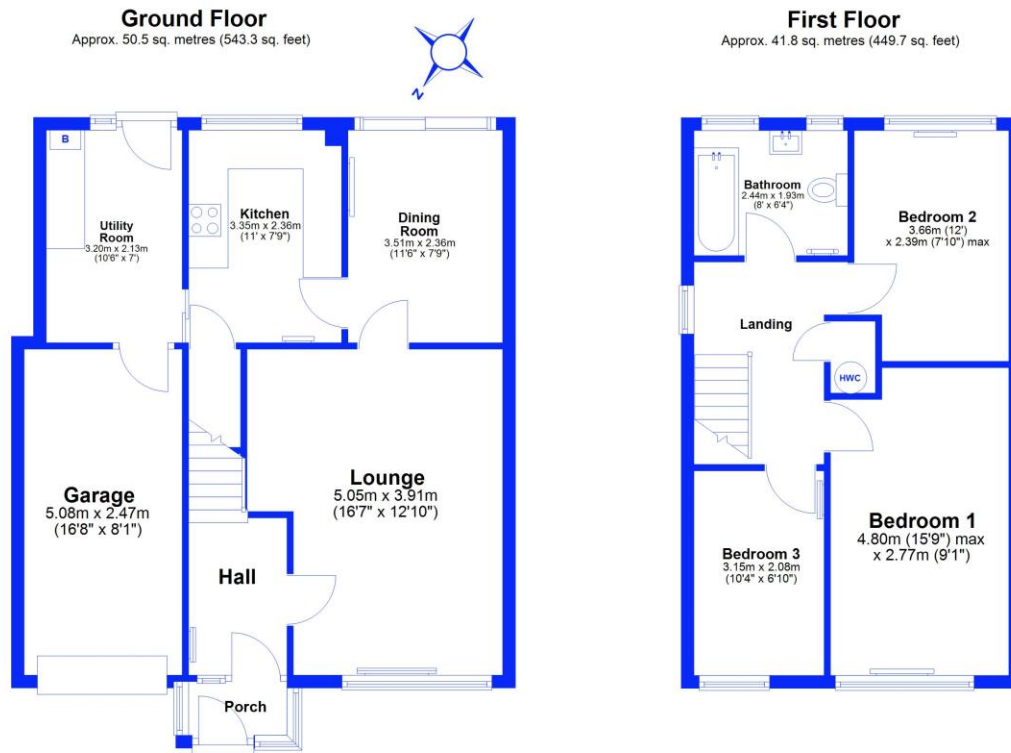 Ground Floor
Approx. 50.5 sq. metres (543.3 sq. feet)
N
B
Utility
Room
3.20m x 2.13m
(10'6" x 7')
Kitchen
3.35m x 2.36m
(11' x 7'9")
Dining
Room
3.51m x 2.36m
(11'6" x 7'9")
Garage
5.08m x 2.47m
(16'8" x 8'1")
Lounge
5.05m x 3.91m
(16'7" x 12'10")
Hall
Porch
First Floor
Approx. 41.8 sq. metres (449.7 sq. feet)
Bathroom
2.44m x 1.93m
(8' x 6'4")
Bedroom 2
3.66m (12')
x 2.39m (7'10") max
Landing
HWC
Bedroom 3
3.15m x 2.08m
(10'4" x 6'10")
Bedroom 1
4.80m (15'9") max
x 2.77m (9'1")